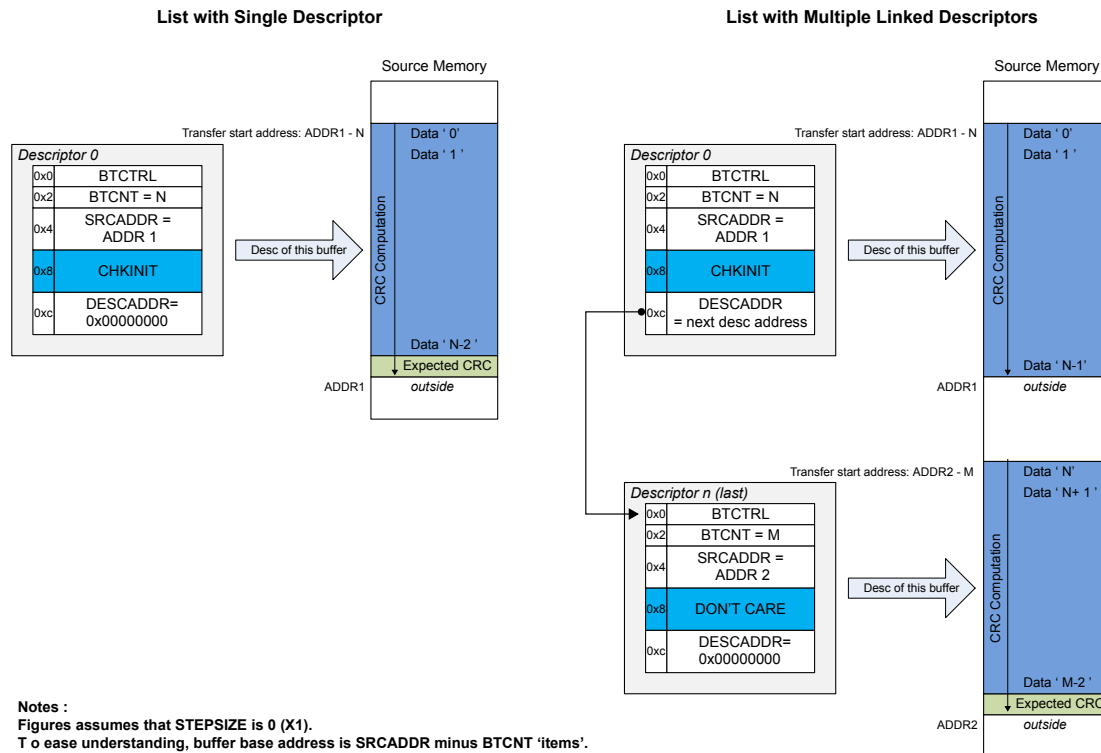 List with Single Descriptor
Source Memory
Transfer start address: ADDR1 - N
Descriptor 0
0x0 BTCTRL
0x2 BTCNT = N
0x4 SRCADDR =
ADDR 1
0x8 CHKINIT
0xc DESCADDR=
0x00000000
Desc of this buffer
Data ‘ 0’
Data ‘ 1 ’
CRC Computation
Data ‘ N-2 ’
Expected CRC
ADDR1
outside
List with Multiple Linked Descriptors
Source Memory
Transfer start address: ADDR1 - N
Descriptor 0
0x0 BTCTRL
0x2 BTCNT = N
0x4 SRCADDR =
ADDR 1
0x8 CHKINIT
0xc DESCADDR
= next desc address
Desc of this buffer
Data ‘ 0’
Data ‘ 1 ’
CRC Computation
Data ‘ N-1’
ADDR1
outside
Transfer start address: ADDR2 - M
Descriptor n (last)
0x0 BTCTRL
0x2 BTCNT = M
0x4 SRCADDR =
ADDR 2
0x8 DON'T CARE
0xc DESCADDR=
0x00000000
Desc of this buffer
Data ‘ N’
Data ‘ N+ 1 ’
CRC Computation
Data ‘ M-2 ’
Expected CRC
ADDR2
outside
Notes :
Figures assumes that STEPSIZE is 0 (X1).
T o ease understanding, buffer base address is SRCADDR minus BTCNT ‘items’.